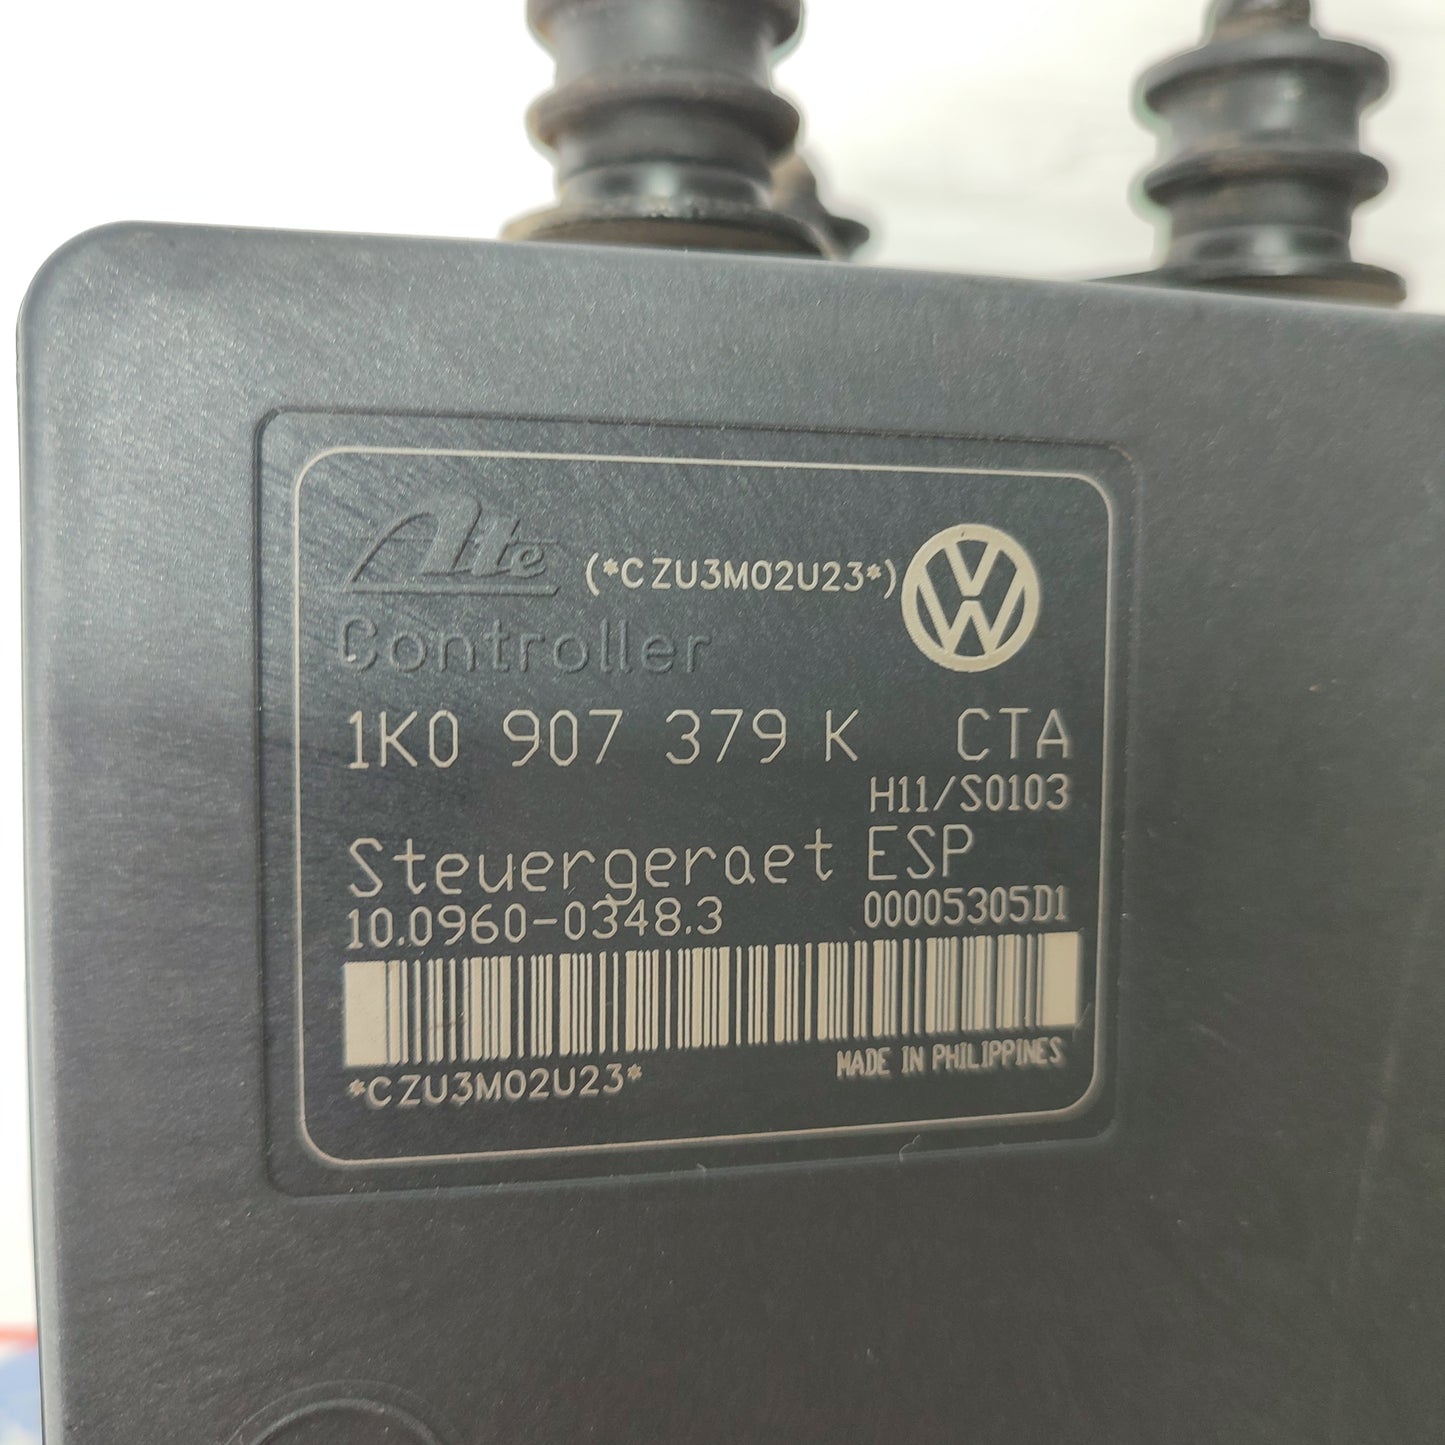 Ate (*CZU3M02U23*)
Controller
1K0 907 379 K CTA
H11/S0103
Steuergeraet ESP
10.0960-0348.3 00005305D1
*CZU3M02U23* MADE IN PHILIPPINES